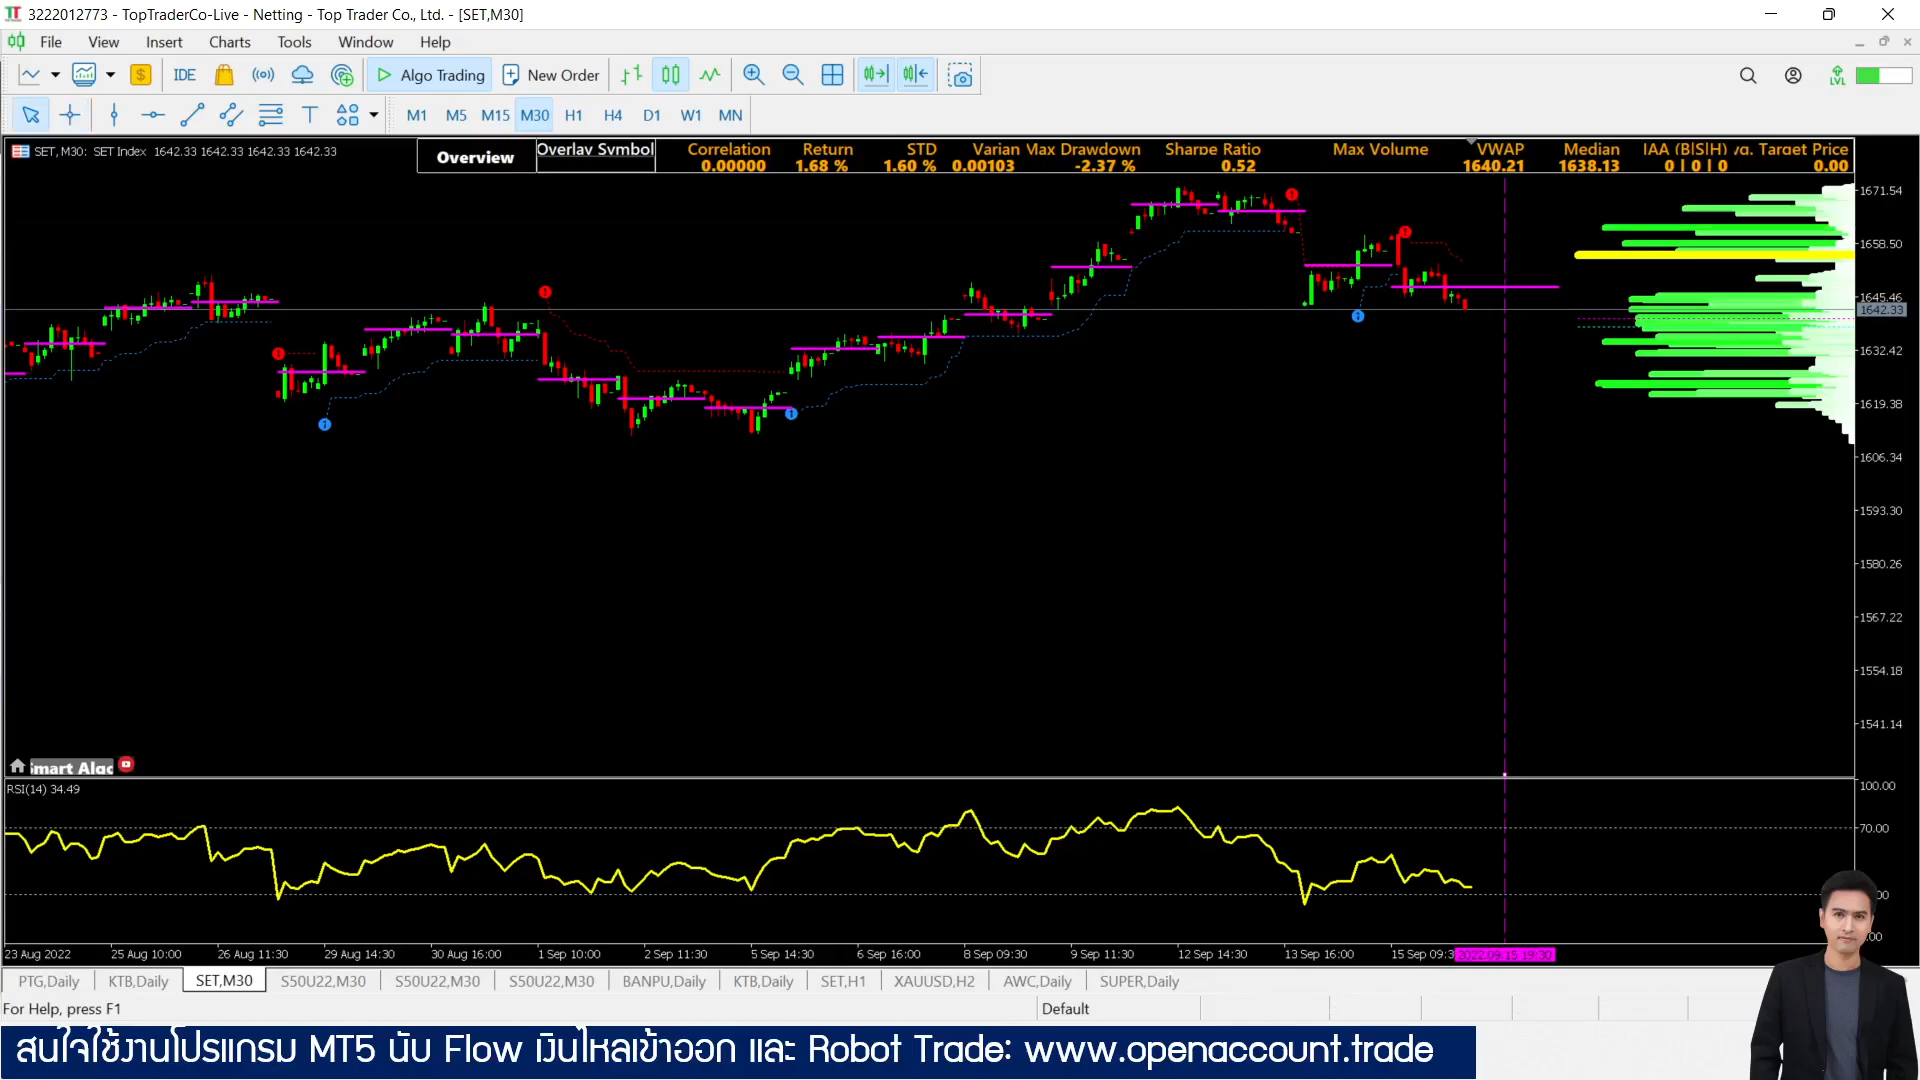 3222012773 - TopTraderCo-Live - Netting - Top Trader Co., Ltd. - [SET,M30]
File View Insert Charts Tools Window Help
IDE Algo Trading New Order LVL
M1 M5 M15 M30 H1 H4 D1 W1 MN
SET, M30: SET Index 1642.33 1642.33 1642.33 1642.33
Overview Overlay Symbol
Correlation Return STD Varian Max Drawdown Sharpe Ratio Max Volume VWAP Median IAA (B|S|H) va. Target Price
0.00000 1.68 % 1.60 % 0.00103 -2.37 % 0.52 1640.21 1638.13 0 | 0 | 0 0.00
1671.54
1658.50
1645.46
1642.33
1632.42
1619.38
1606.34
1593.30
1580.26
1567.22
1554.18
1541.14
Smart Algo
RSI(14) 34.49
100.00
70.00
00
.00
23 Aug 2022 25 Aug 10:00 26 Aug 11:30 29 Aug 14:30 30 Aug 16:00 1 Sep 10:00 2 Sep 11:30 5 Sep 14:30 6 Sep 16:00 8 Sep 09:30 9 Sep 11:30 12 Sep 14:30 13 Sep 16:00 15 Sep 09:3 2022.09.15 19:30
PTG,Daily KTB,Daily SET,M30 S50U22,M30 S50U22,M30 S50U22,M30 BANPU,Daily KTB,Daily SET,H1 XAUUSD,H2 AWC,Daily SUPER,Daily
For Help, press F1 Default
สนใจใช้งานโปรแกรม MT5 นับ Flow เงินไหลเข้าออก และ Robot Trade: www.openaccount.trade